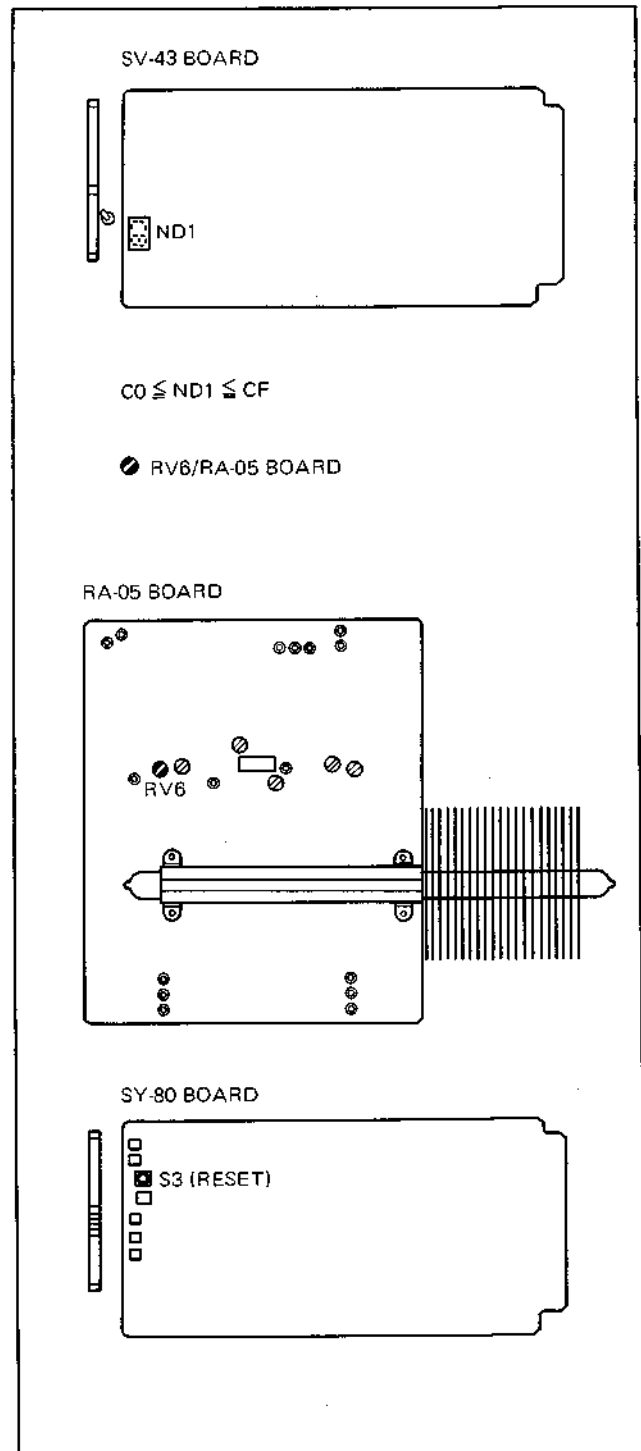 SV-43 BOARD
ND1
C0 ≦ ND1 ≦ CF
RV6/RA-05 BOARD
RA-05 BOARD
RV6
SY-80 BOARD
S3 (RESET)